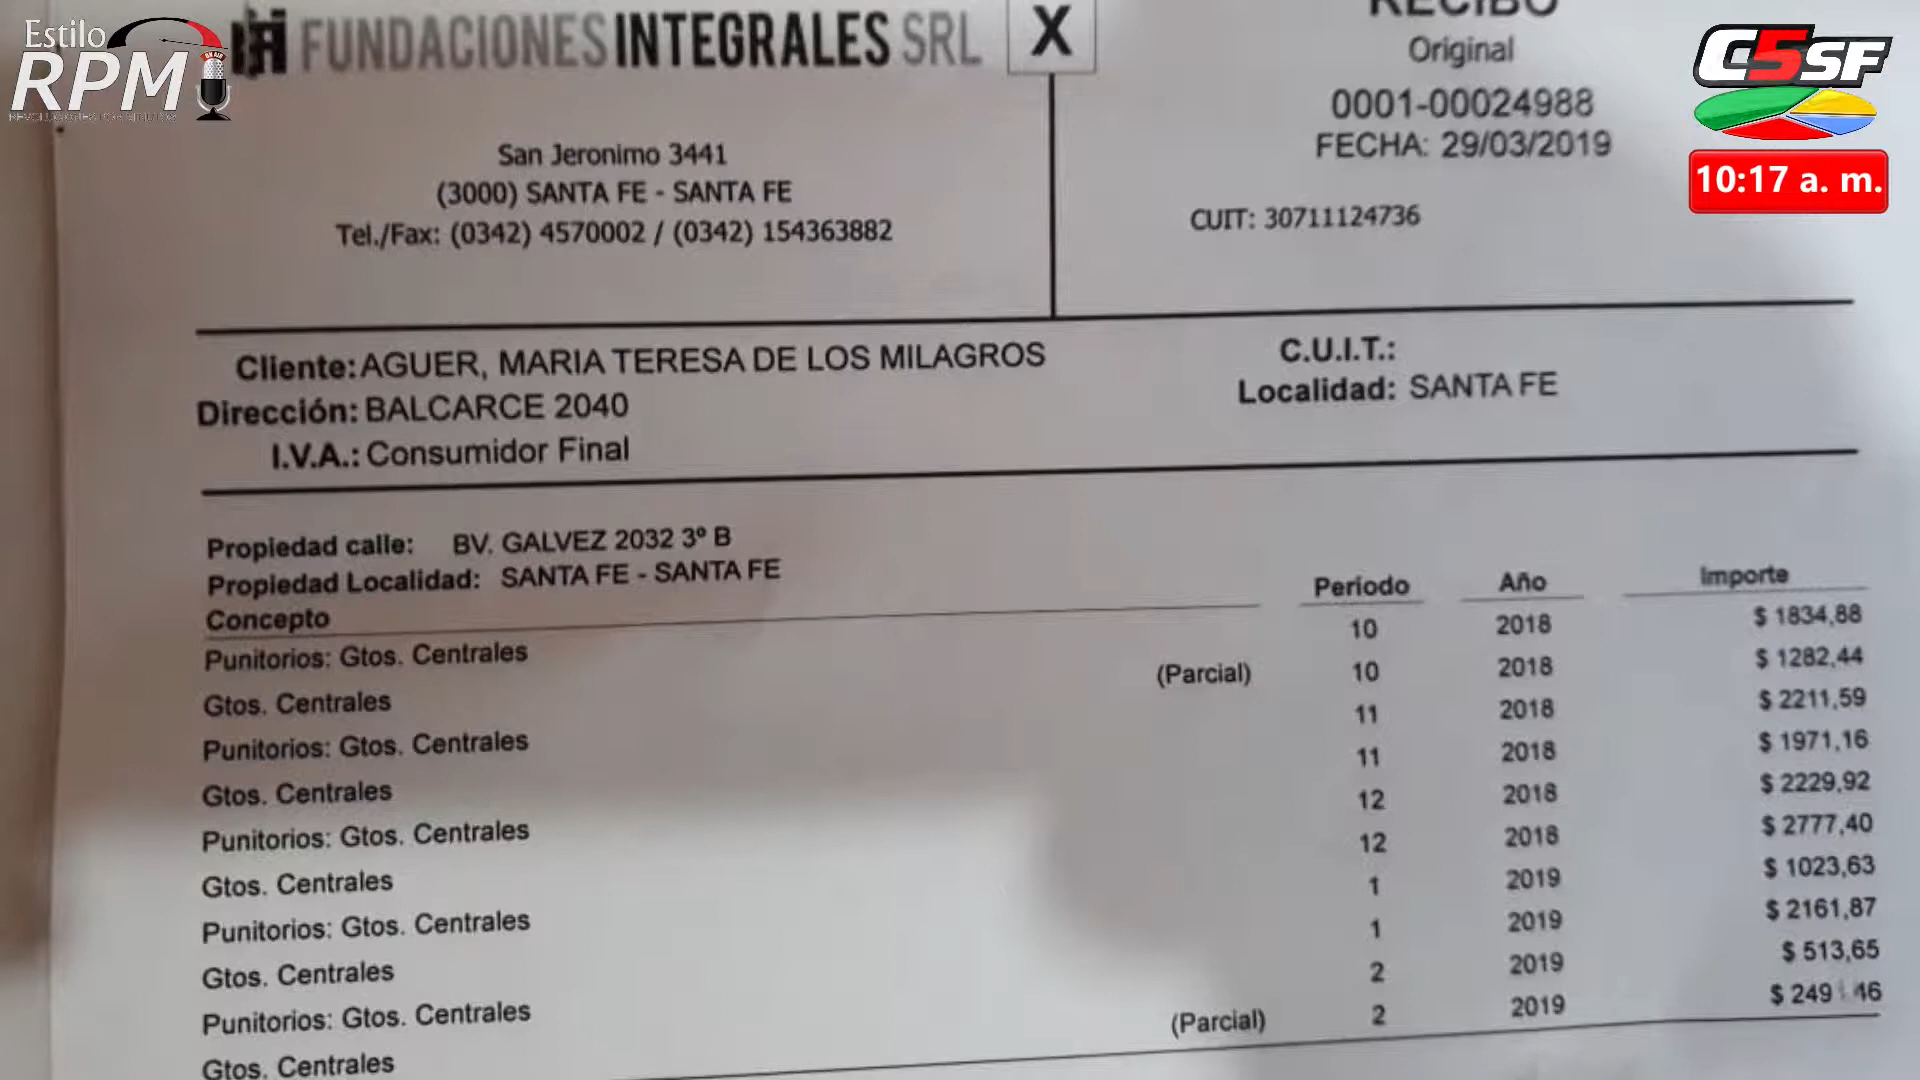 Estilo
RPM
FUNDACIONES INTEGRALES SRL
X
RECIBO
Original
0001-00024988
FECHA: 29/03/2019
C5SF
10:17 a. m.
San Jeronimo 3441
(3000) SANTA FE - SANTA FE
Tel./Fax: (0342) 4570002 / (0342) 154363882
CUIT: 30711124736
Cliente: AGUER, MARIA TERESA DE LOS MILAGROS
C.U.I.T.:
Dirección: BALCARCE 2040
Localidad: SANTA FE
I.V.A.: Consumidor Final
Propiedad calle: BV. GALVEZ 2032 3º B
Propiedad Localidad: SANTA FE - SANTA FE
Concepto Período Año Importe
Punitorios: Gtos. Centrales 10 2018 $ 1834,88
Gtos. Centrales (Parcial) 10 2018 $ 1282,44
Punitorios: Gtos. Centrales 11 2018 $ 2211,59
Gtos. Centrales 11 2018 $ 1971,16
Punitorios: Gtos. Centrales 12 2018 $ 2229,92
Gtos. Centrales 12 2018 $ 2777,40
Punitorios: Gtos. Centrales 1 2019 $ 1023,63
Gtos. Centrales 1 2019 $ 2161,87
Punitorios: Gtos. Centrales 2 2019 $ 513,65
Gtos. Centrales (Parcial) 2 2019